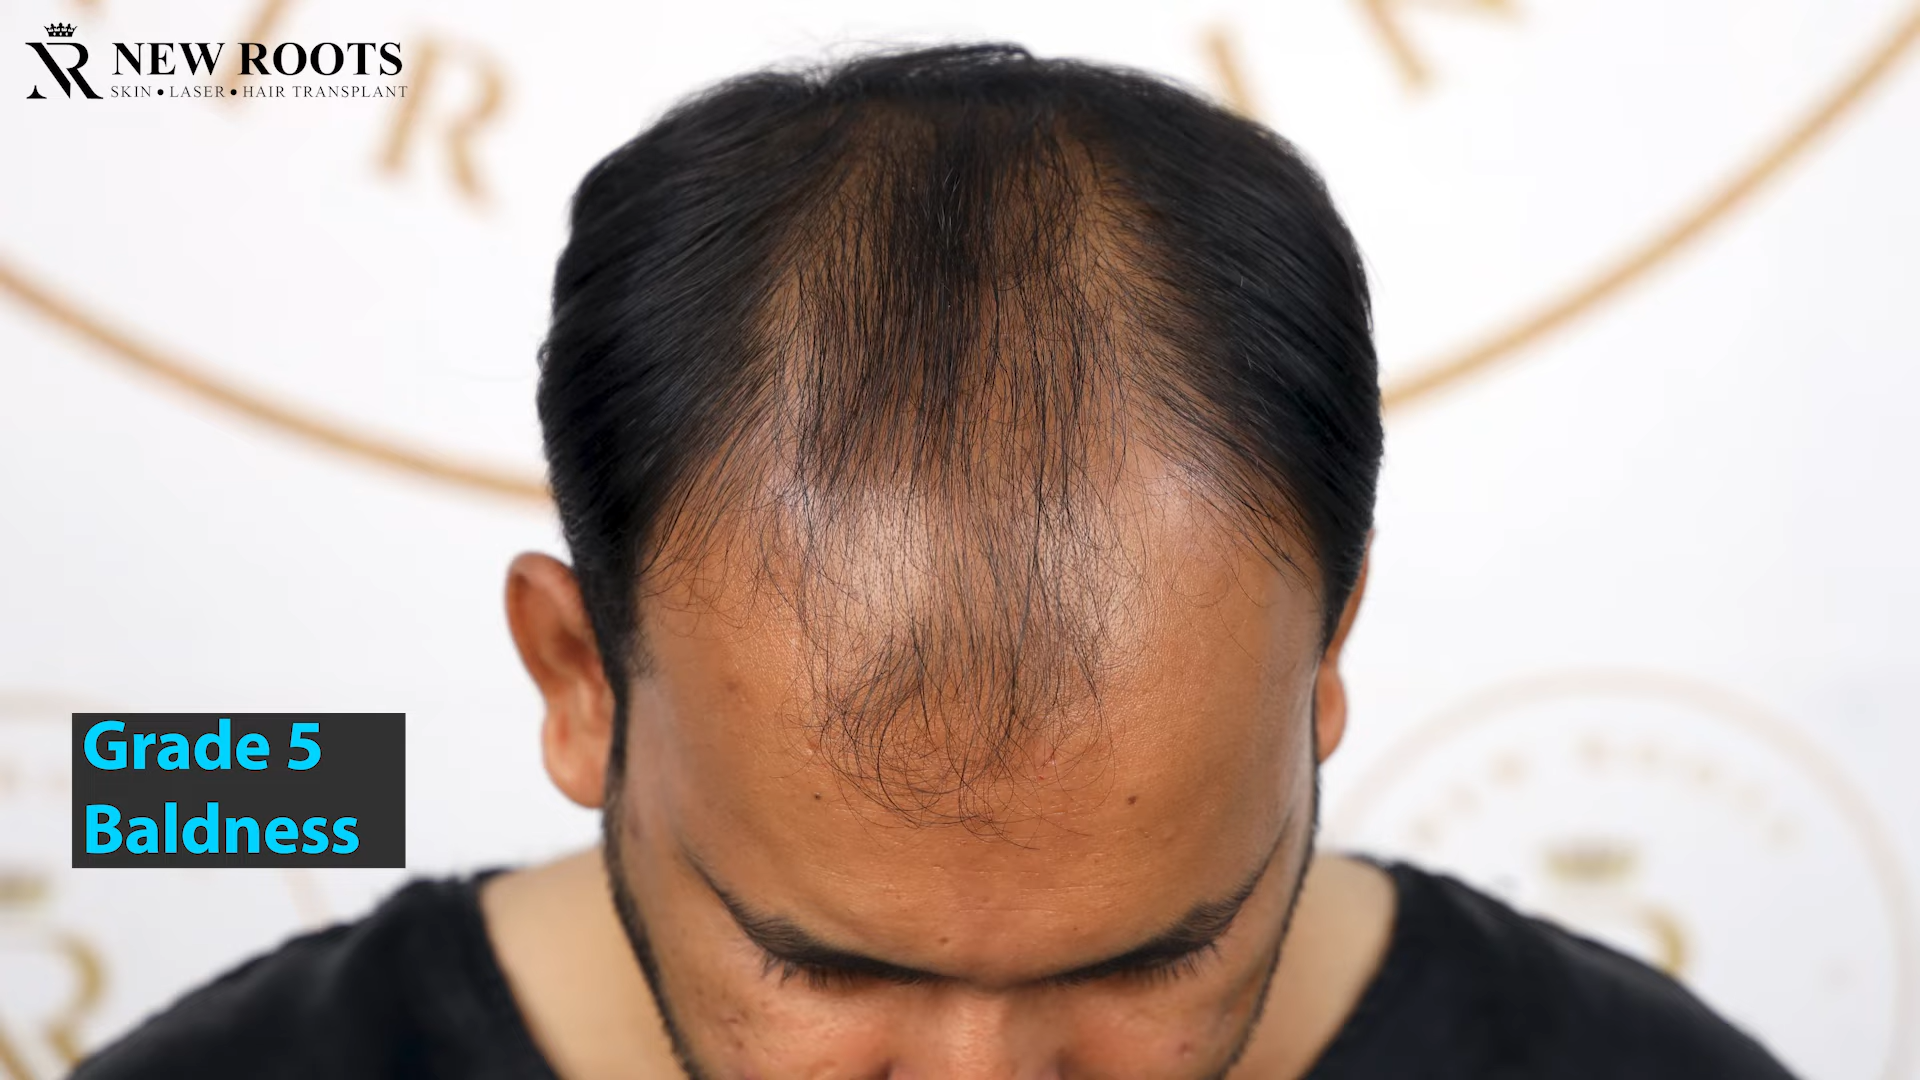 NEW ROOTS
SKIN • LASER • HAIR TRANSPLANT
Grade 5
Baldness